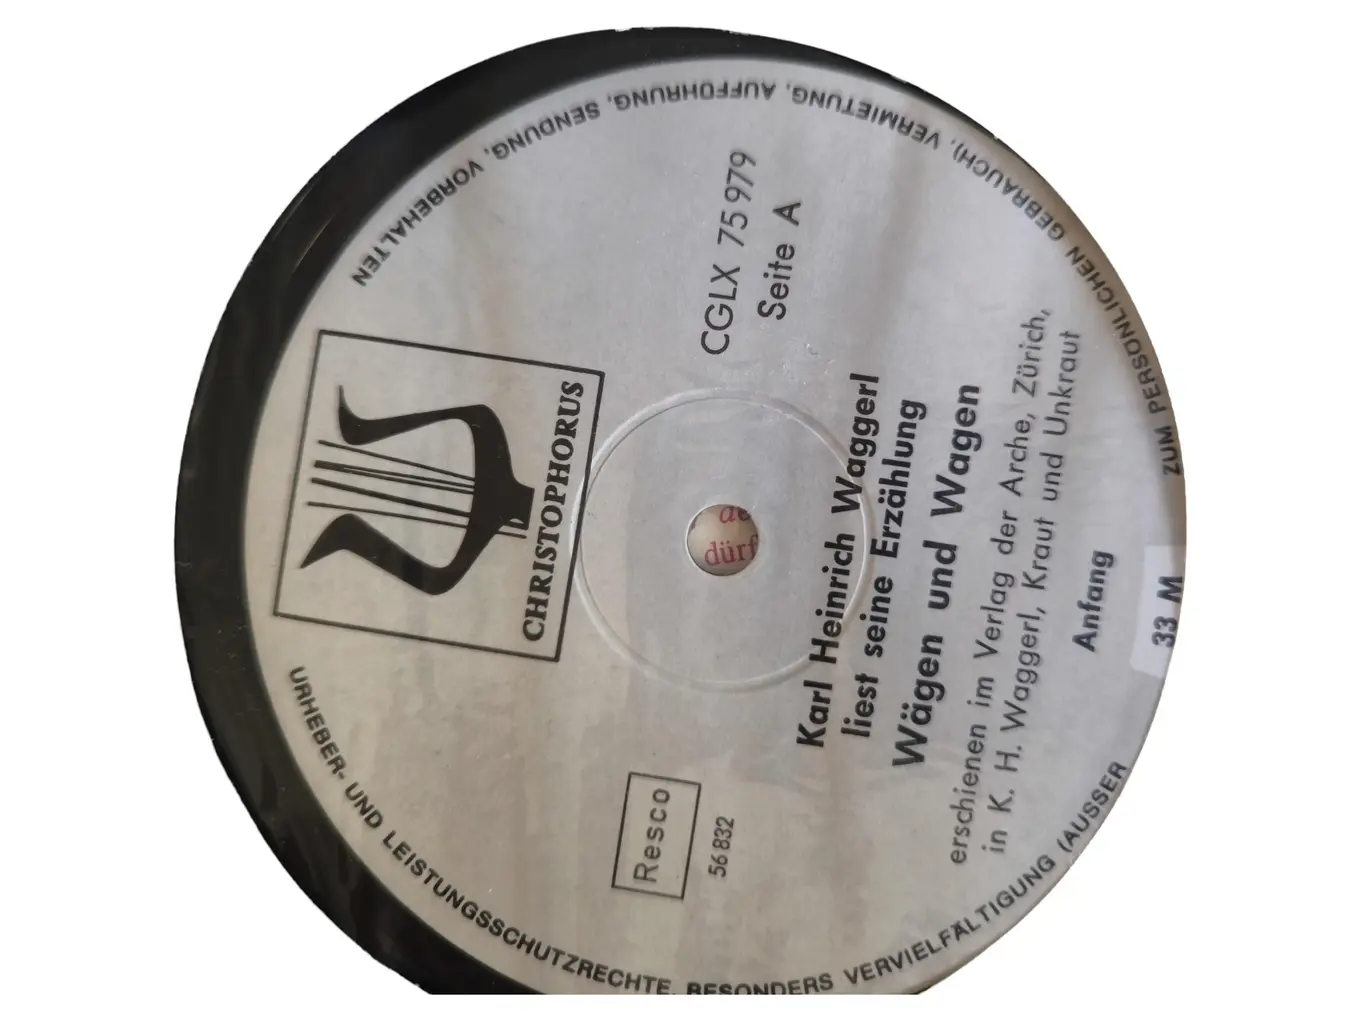 CHRISTOPHORUS
Resco
56 832
CGLX 75 979
Seite A
Karl Heinrich Waggerl
liest seine Erzählung
Wägen und Wagen
erschienen im Verlag der Arche, Zürich,
in K. H. Waggerl, Kraut und Unkraut
Anfang
33 M
URHEBER- UND LEISTUNGSSCHUTZRECHTE, BESONDERS VERVIELFÄLTIGUNG (AUSSER ZUM PERSÖNLICHEN GEBRAUCH), VERMIETUNG, AUFFÜHRUNG, SENDUNG, VORBEHALTEN
dürf